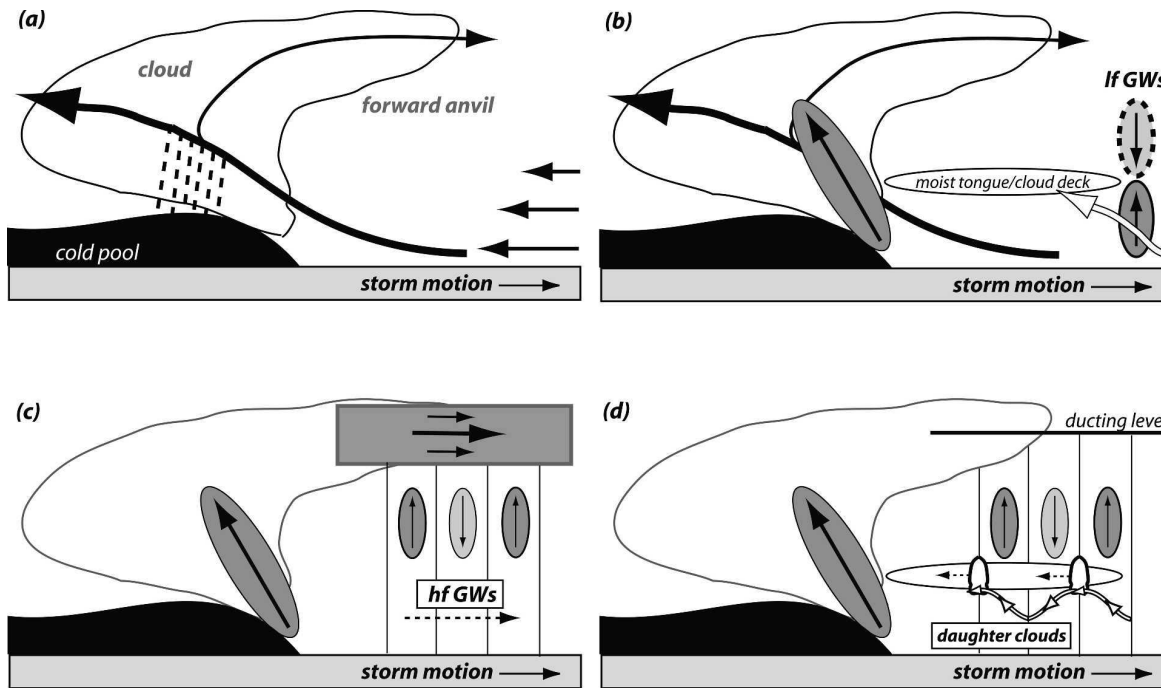 (a)
cloud
forward anvil
cold pool
storm motion
(b)
lf GWs
moist tongue/cloud deck
storm motion
(c)
hf GWs
storm motion
(d)
ducting leve
daughter clouds
storm motion